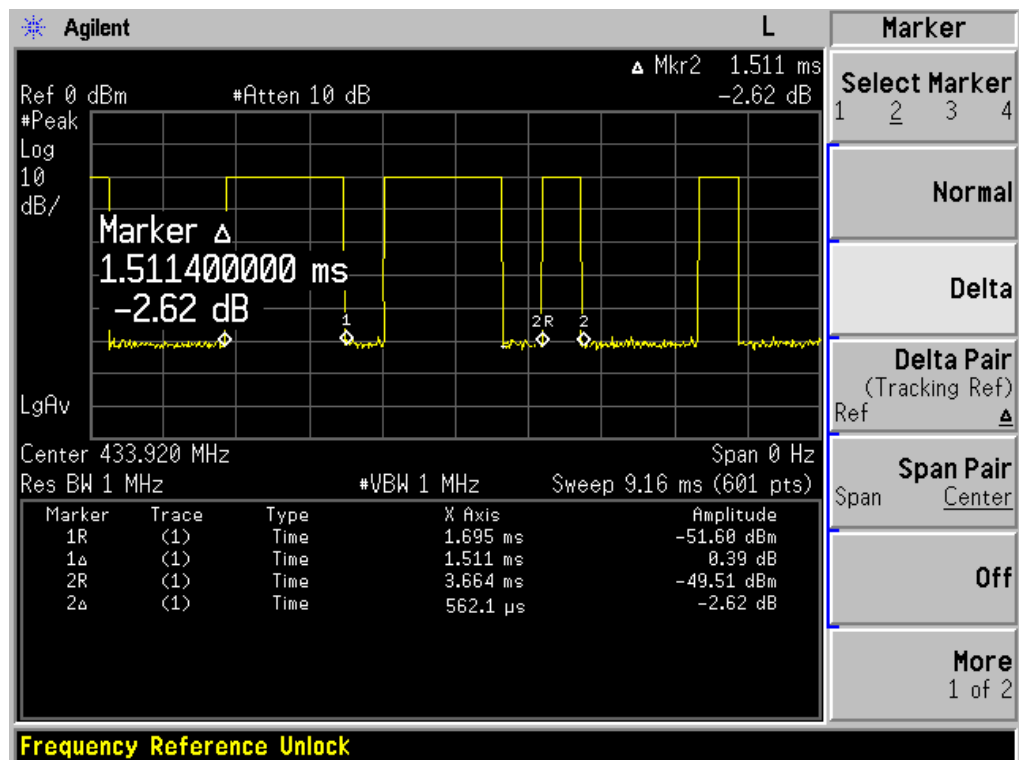 Agilent L Marker
Δ Mkr2 1.511 ms
Ref 0 dBm #Atten 10 dB -2.62 dB
#Peak
Log
10
dB/
Marker Δ
1.511400000 ms
-2.62 dB
1 2R 2
LgAv
Center 433.920 MHz Span 0 Hz
Res BW 1 MHz #VBW 1 MHz Sweep 9.16 ms (601 pts)
Marker Trace Type X Axis Amplitude
1R (1) Time 1.695 ms -51.60 dBm
1Δ (1) Time 1.511 ms 0.39 dB
2R (1) Time 3.664 ms -49.51 dBm
2Δ (1) Time 562.1 µs -2.62 dB
Select Marker
1 2 3 4
Normal
Delta
Delta Pair
(Tracking Ref)
Ref Δ
Span Pair
Span Center
Off
More
1 of 2
Frequency Reference Unlock